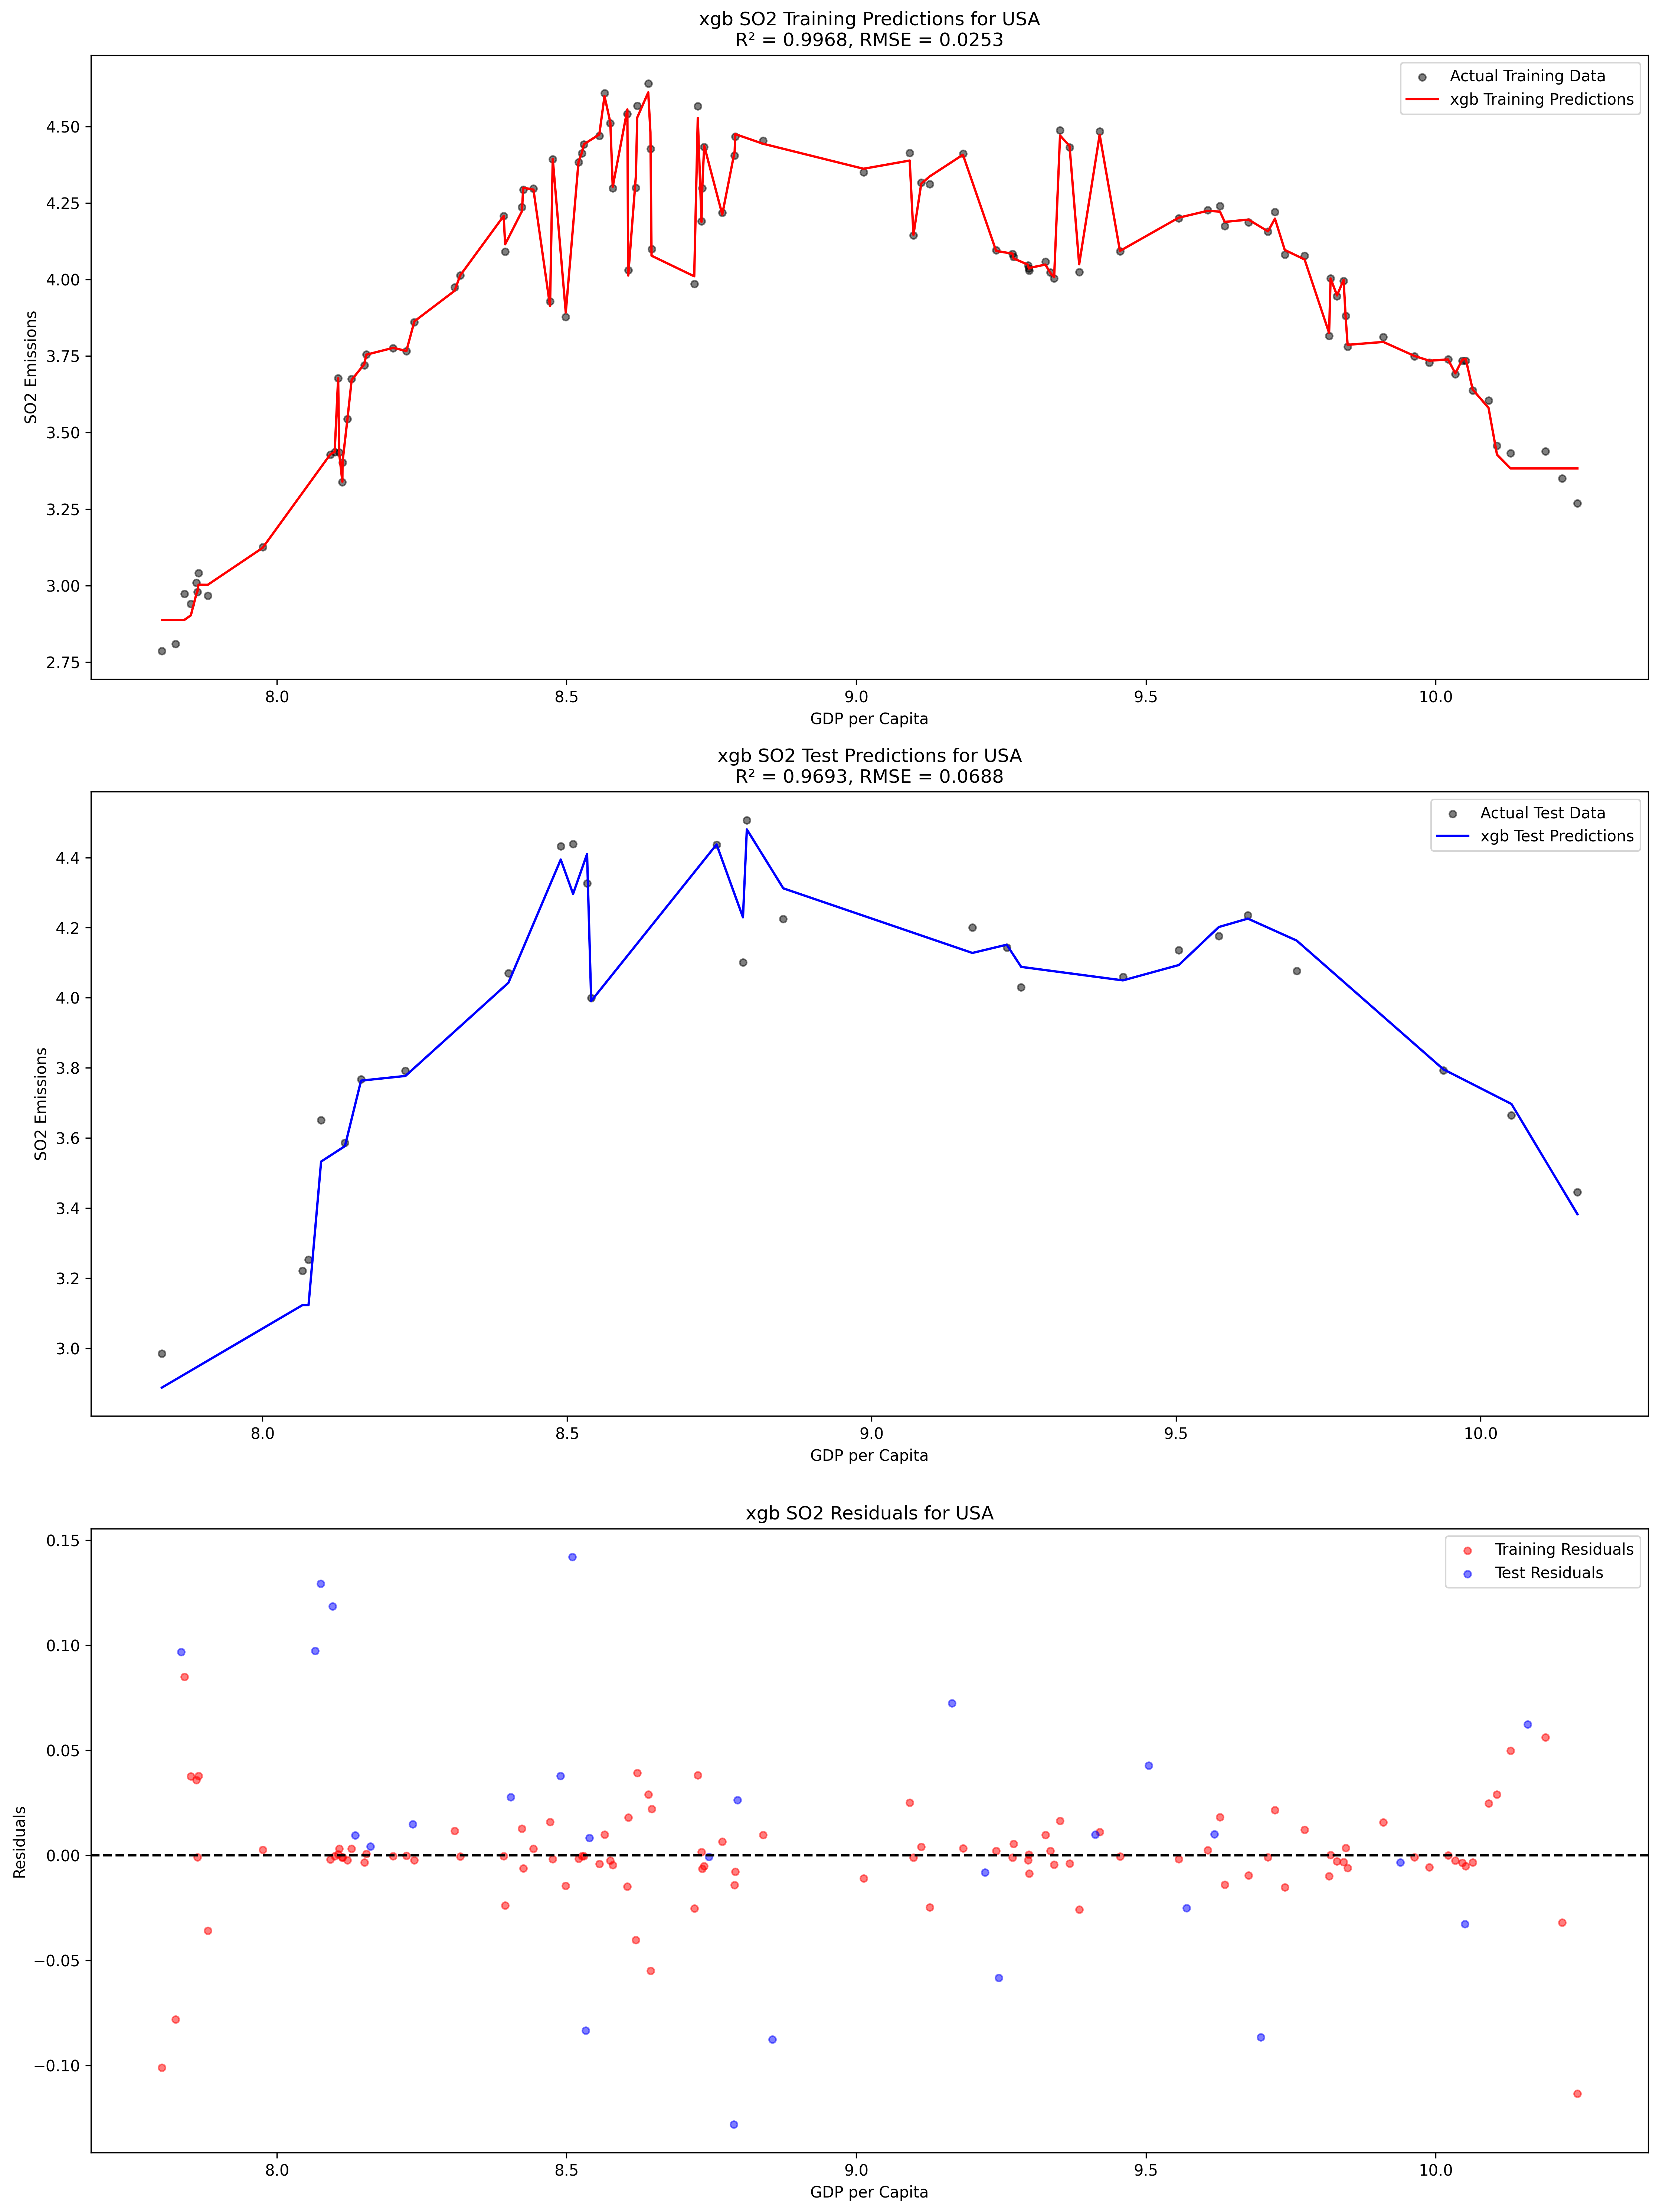 xgb SO2 Training Predictions for USA
R² = 0.9968, RMSE = 0.0253
Actual Training Data
xgb Training Predictions
4.50
4.25
4.00
3.75
3.50
3.25
3.00
2.75
SO2 Emissions
8.0 8.5 9.0 9.5 10.0
GDP per Capita
xgb SO2 Test Predictions for USA
R² = 0.9693, RMSE = 0.0688
Actual Test Data
xgb Test Predictions
4.4
4.2
4.0
3.8
3.6
3.4
3.2
3.0
SO2 Emissions
8.0 8.5 9.0 9.5 10.0
GDP per Capita
xgb SO2 Residuals for USA
Training Residuals
Test Residuals
0.15
0.10
0.05
0.00
−0.05
−0.10
Residuals
8.0 8.5 9.0 9.5 10.0
GDP per Capita